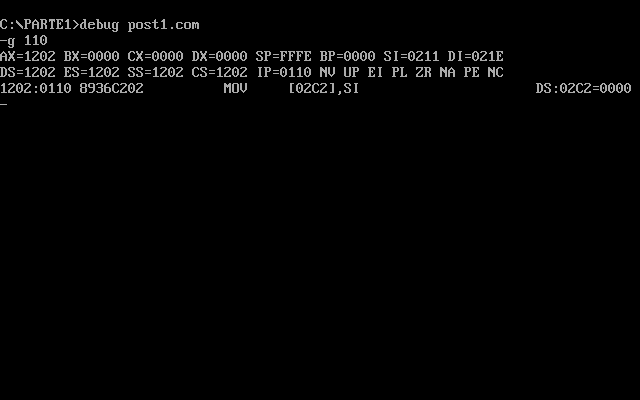 C:\PARTE1>debug post1.com
-g 110
AX=1202 BX=0000 CX=0000 DX=0000 SP=FFFE BP=0000 SI=0211 DI=021E
DS=1202 ES=1202 SS=1202 CS=1202 IP=0110 NV UP EI PL ZR NA PE NC
1202:0110 8936C202          MOV     [02C2],SI                      DS:02C2=0000
-